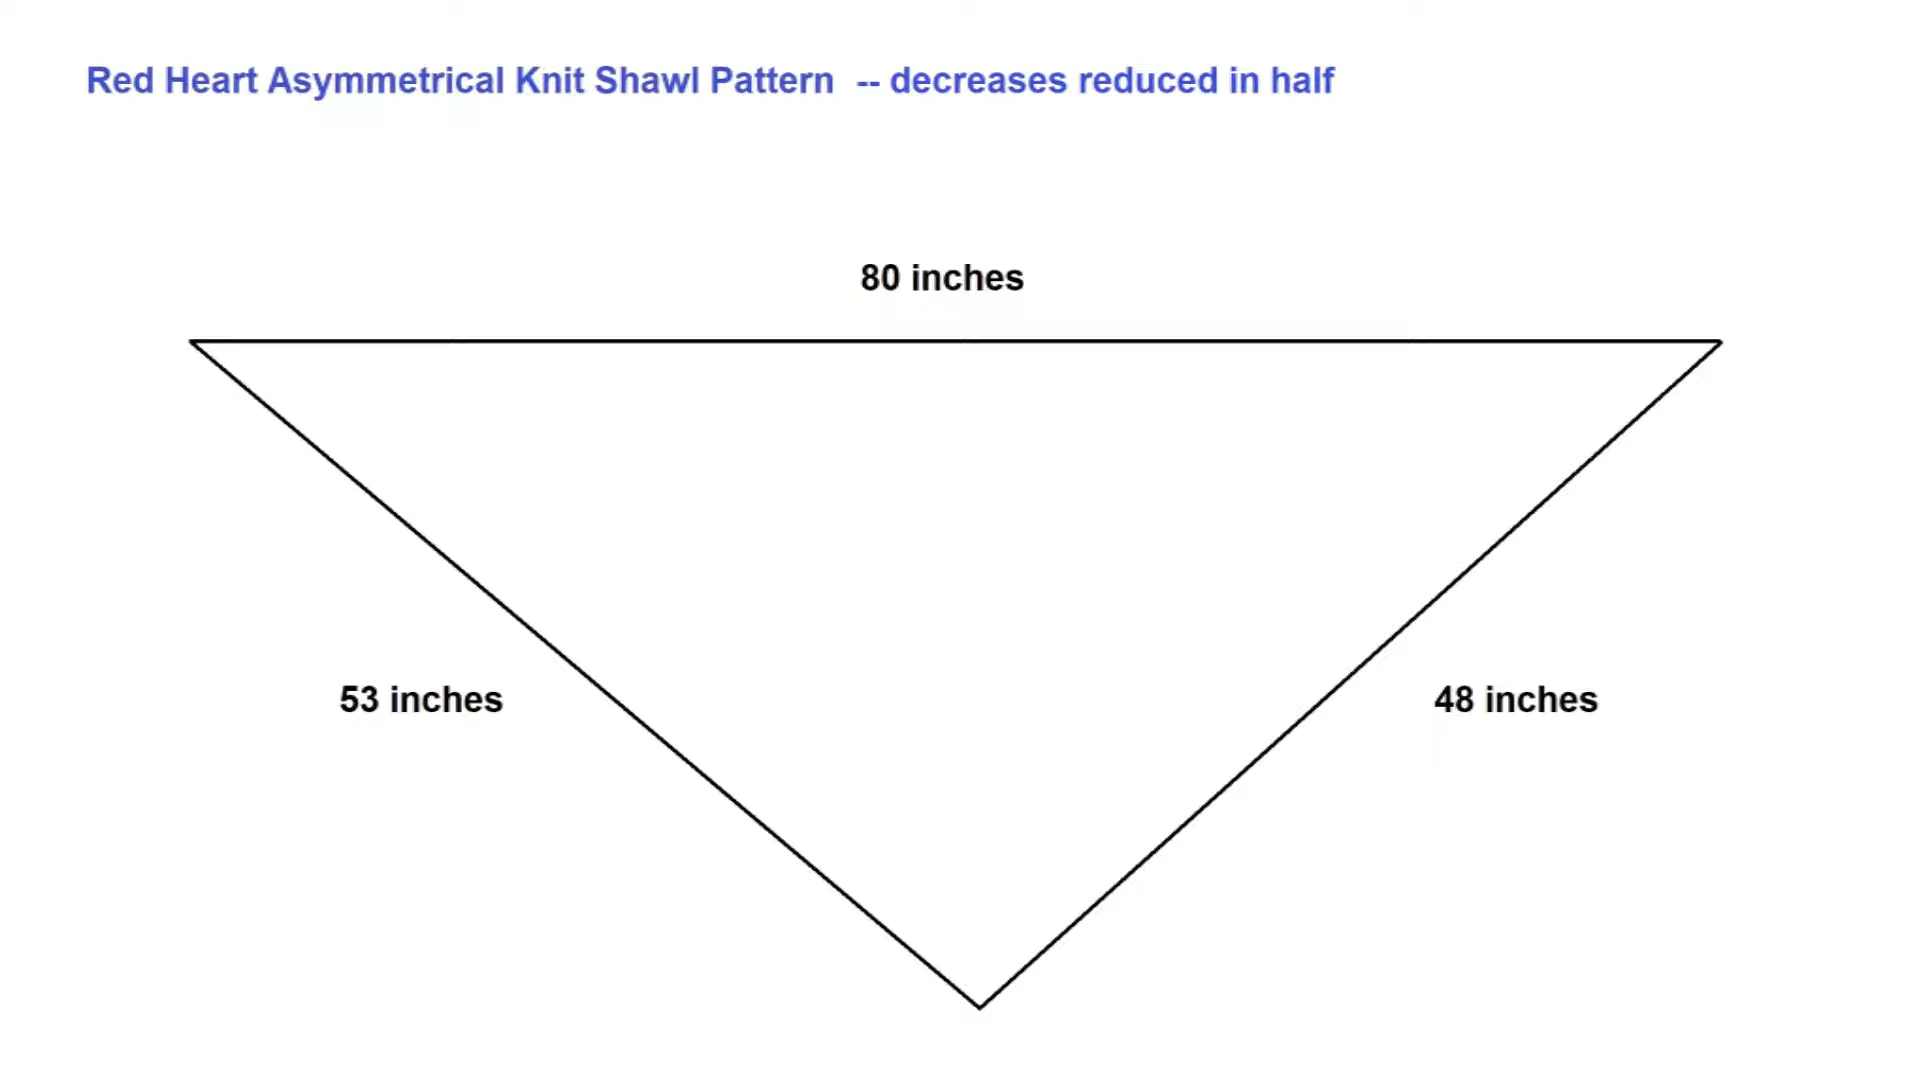 Red Heart Asymmetrical Knit Shawl Pattern -- decreases reduced in half
80 inches
53 inches
48 inches